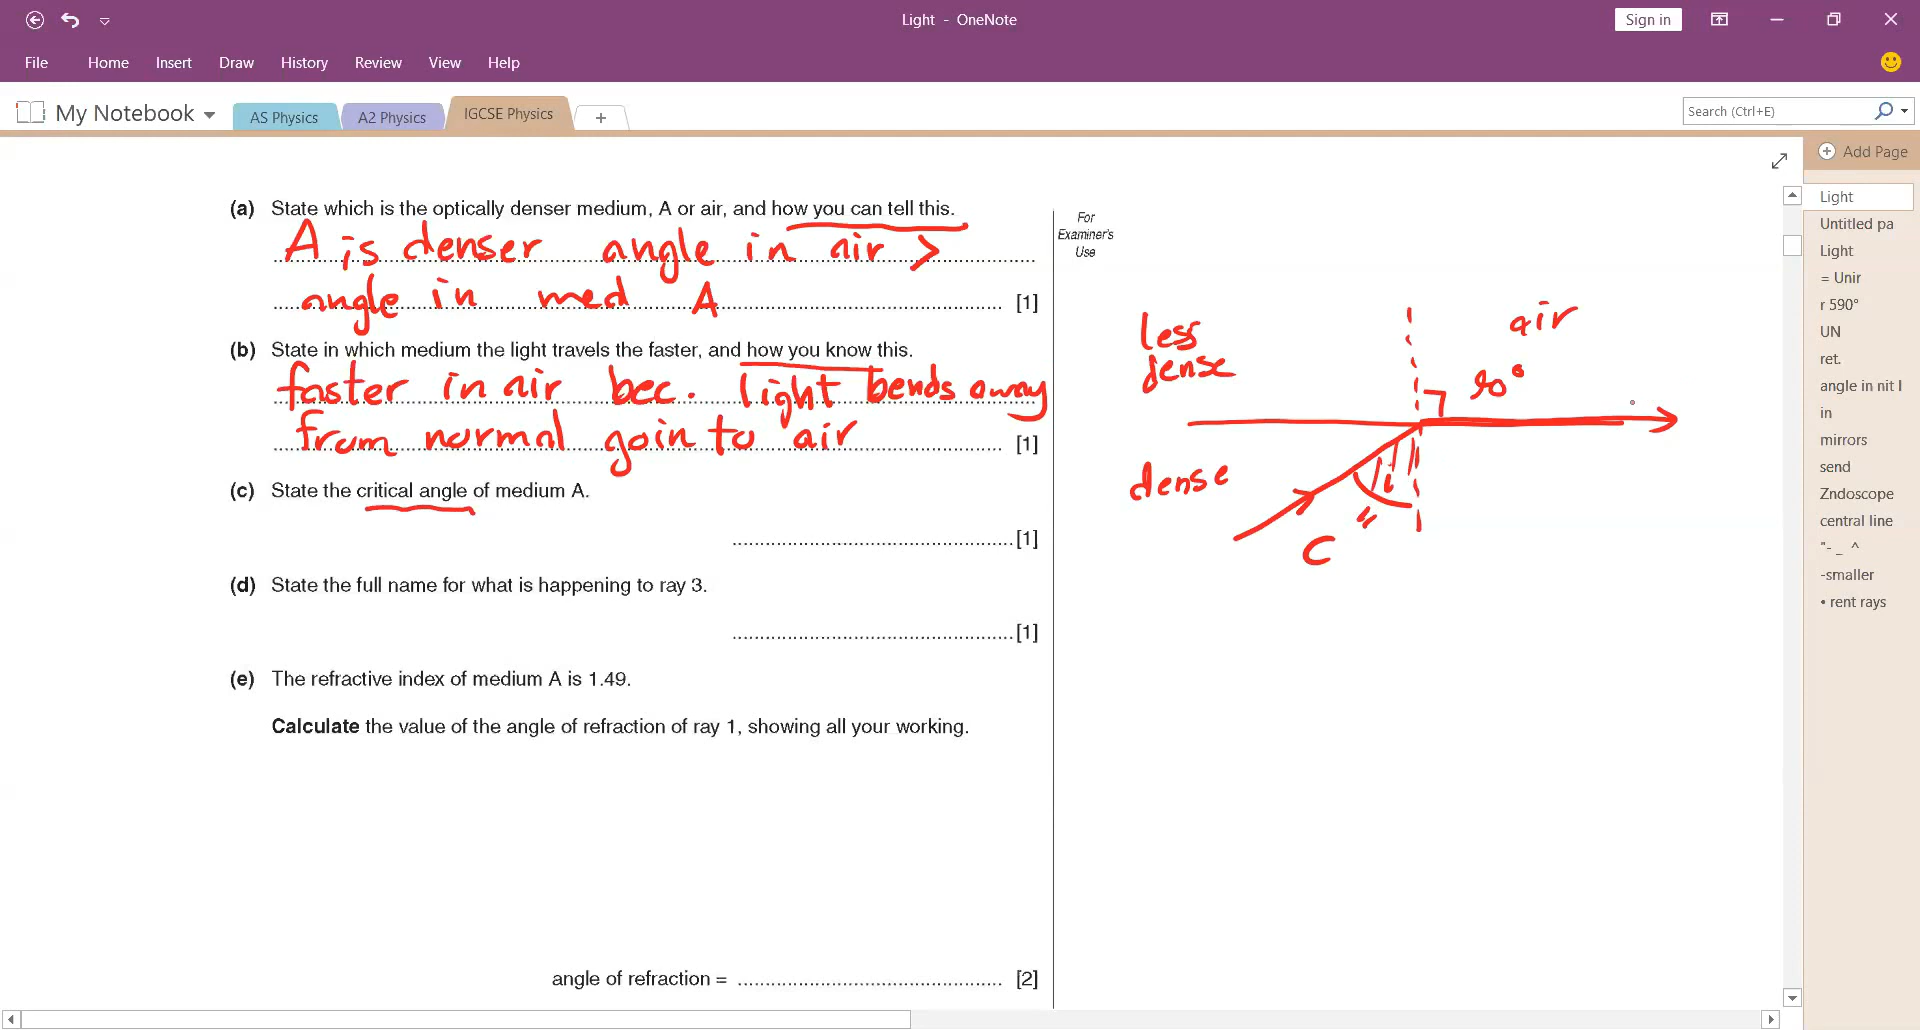 Light - OneNote
Sign in
File Home Insert Draw History Review View Help
My Notebook
AS Physics A2 Physics IGCSE Physics +
Search (Ctrl+E)
Add Page
Light
Untitled pa
Light
= Unir
r 590°
UN
ret.
angle in nit I
in
mirrors
send
Zndoscope
central line
"- _ ^
-smaller
• rent rays
(a) State which is the optically denser medium, A or air, and how you can tell this.
A is denser angle in air >
angle in med A [1]
(b) State in which medium the light travels the faster, and how you know this.
faster in air bec. light bends away
from normal goin to air [1]
(c) State the critical angle of medium A.
[1]
(d) State the full name for what is happening to ray 3.
[1]
(e) The refractive index of medium A is 1.49.
Calculate the value of the angle of refraction of ray 1, showing all your working.
angle of refraction = [2]
For
Examiner's
Use
less
dense
air
90°
dense
i
C